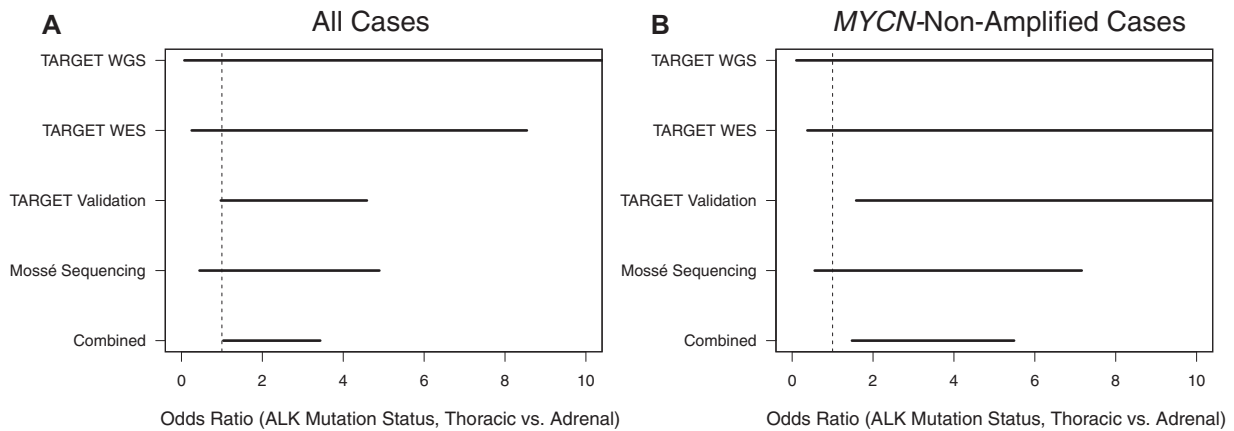 A
All Cases
TARGET WGS
TARGET WES
TARGET Validation
Mossé Sequencing
Combined
0 2 4 6 8 10
Odds Ratio (ALK Mutation Status, Thoracic vs. Adrenal)
B
MYCN-Non-Amplified Cases
TARGET WGS
TARGET WES
TARGET Validation
Mossé Sequencing
Combined
0 2 4 6 8 10
Odds Ratio (ALK Mutation Status, Thoracic vs. Adrenal)